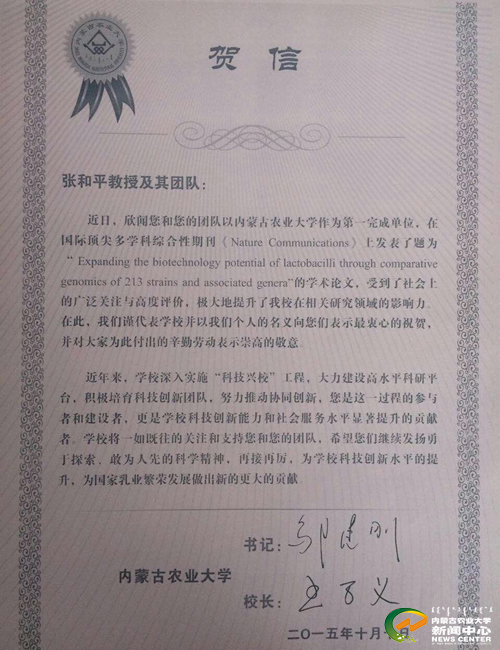 贺信
张和平教授及其团队：
近日，欣闻您和您的团队以内蒙古农业大学作为第一完成单位，在
国际顶尖多学科综合性期刊《Nature Communications》上发表了题为
“Expanding the biotechnology potential of lactobacilli through comparative
genomics of 213 strains and associated genera”的学术论文，受到了社会上
的广泛关注与高度评价，极大地提升了我校在相关研究领域的影响力。
在此，我们谨代表学校并以我们个人的名义向您们表示最衷心的祝贺，
并对大家为此付出的辛勤劳动表示崇高的敬意。
近年来，学校深入实施“科技兴校”工程，大力建设高水平科研平
台，积极培育科技创新团队，努力推动协同创新，您是这一过程的参与
者和建设者，更是学校科技创新能力和社会服务水平显著提升的贡献
者。学校将一如既往的关注和支持您和您的团队，希望您们继续发扬勇
于探索、敢为人先的科学精神，再接再厉，为学校科技创新水平的提
升，为国家乳业繁荣发展做出新的更大的贡献。
书记：邬建刚
内蒙古农业大学
校长：王万义
二〇一五年十月
内蒙古农业大学
新闻中心
NEWS CENTER